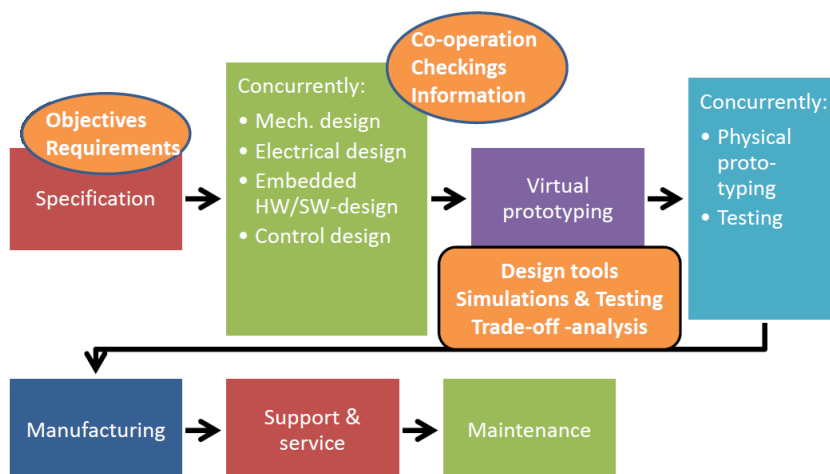 Objectives
Requirements
Specification
Concurrently:
• Mech. design
• Electrical design
• Embedded
HW/SW-design
• Control design
Co-operation
Checkings
Information
Virtual
prototyping
Design tools
Simulations & Testing
Trade-off -analysis
Concurrently:
• Physical
proto-
typing
• Testing
Manufacturing
Support &
service
Maintenance